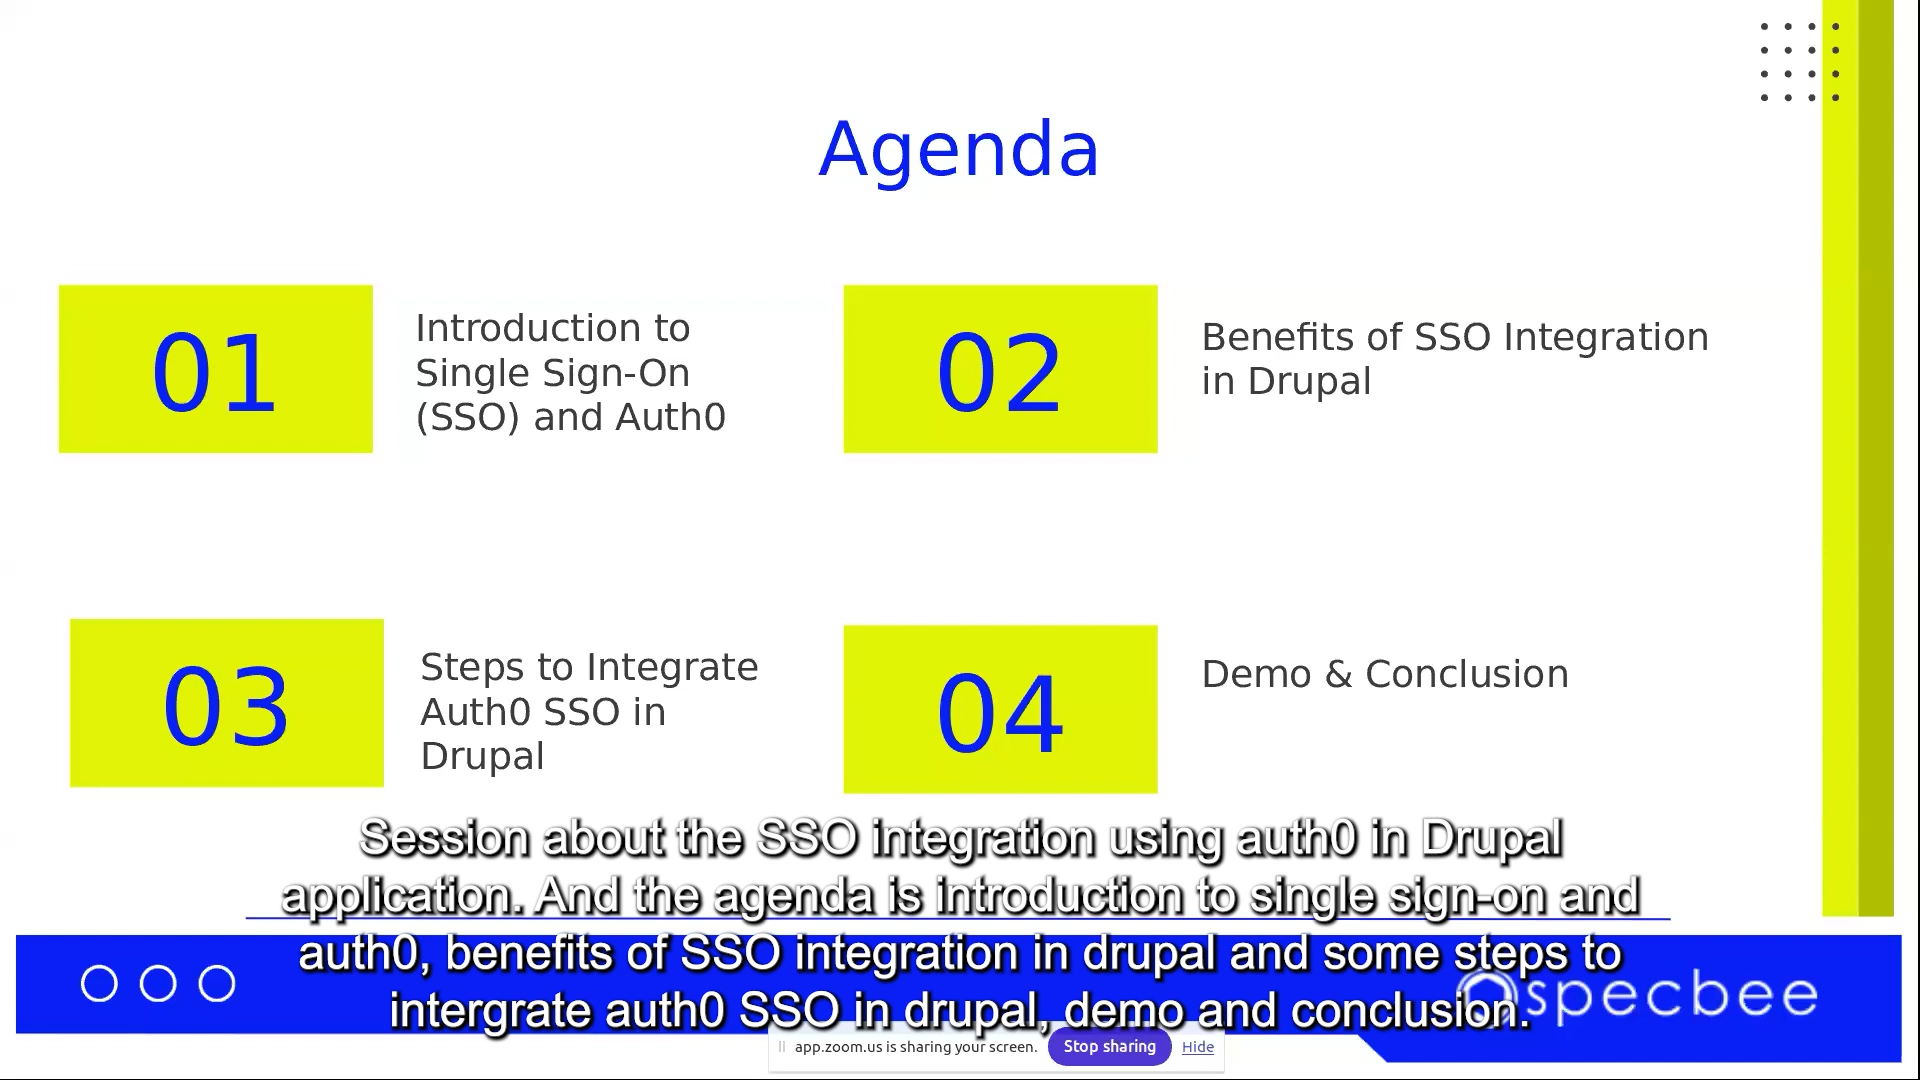 Agenda
01
Introduction to
Single Sign-On
(SSO) and Auth0
02
Benefits of SSO Integration
in Drupal
03
Steps to Integrate
Auth0 SSO in
Drupal
04
Demo & Conclusion
Session about the SSO integration using auth0 in Drupal
application. And the agenda is introduction to single sign-on and
auth0, benefits of SSO integration in drupal and some steps to
intergrate auth0 SSO in drupal, demo and conclusion.
specbee
app.zoom.us is sharing your screen.
Stop sharing
Hide